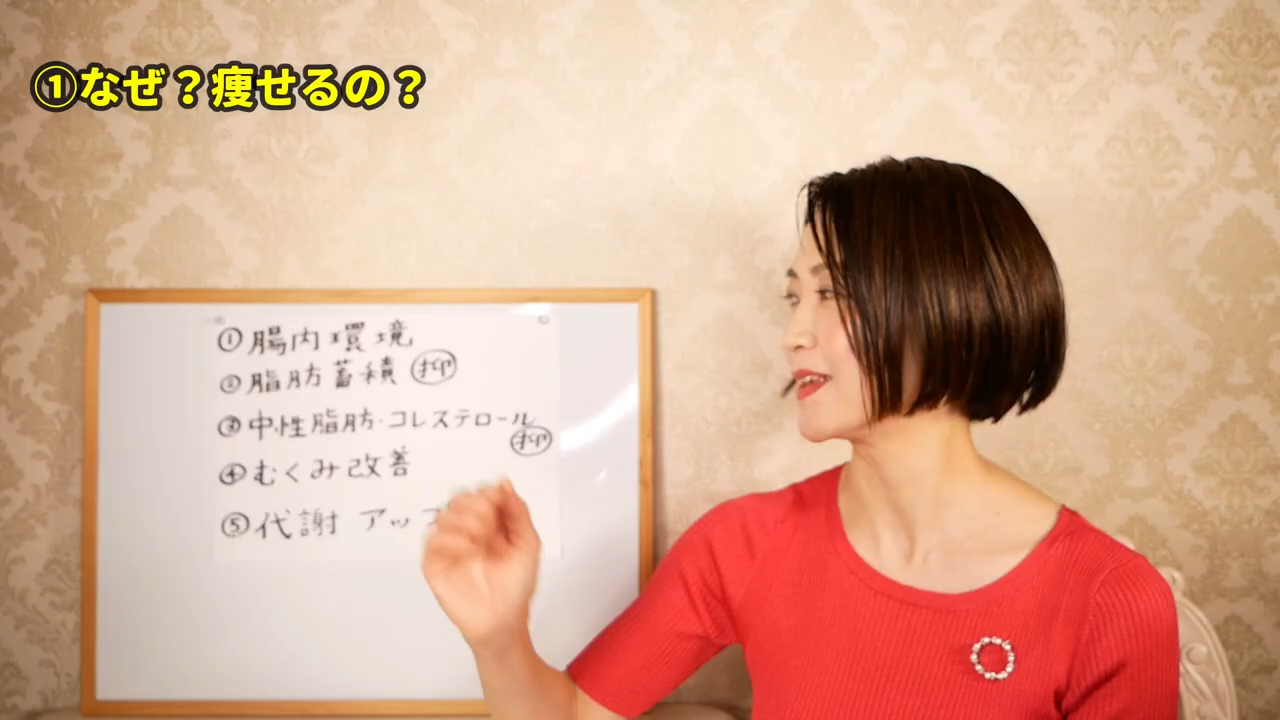 ①なぜ？痩せるの？
①腸内環境
②脂肪蓄積 抑
③中性脂肪・コレステロール
抑
④むくみ改善
⑤代謝 アッ